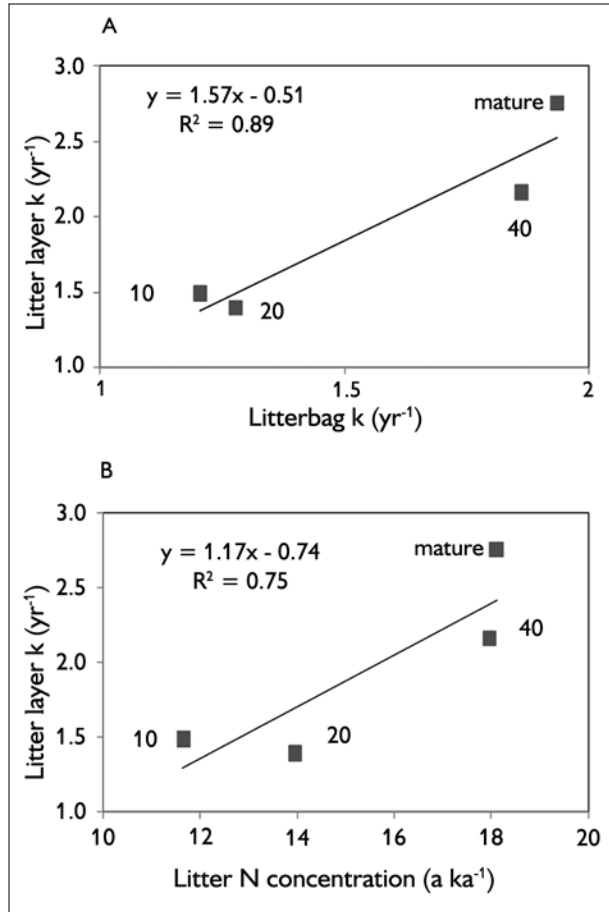 A
y = 1.57x - 0.51
R² = 0.89
mature
40
10
20
3.0
2.5
2.0
1.5
1.0
Litter layer k (yr⁻¹)
1
1.5
2
Litterbag k (yr⁻¹)
B
y = 1.17x - 0.74
R² = 0.75
mature
40
10
20
3.0
2.5
2.0
1.5
1.0
Litter layer k (yr⁻¹)
10
12
14
16
18
20
Litter N concentration (a ka⁻¹)